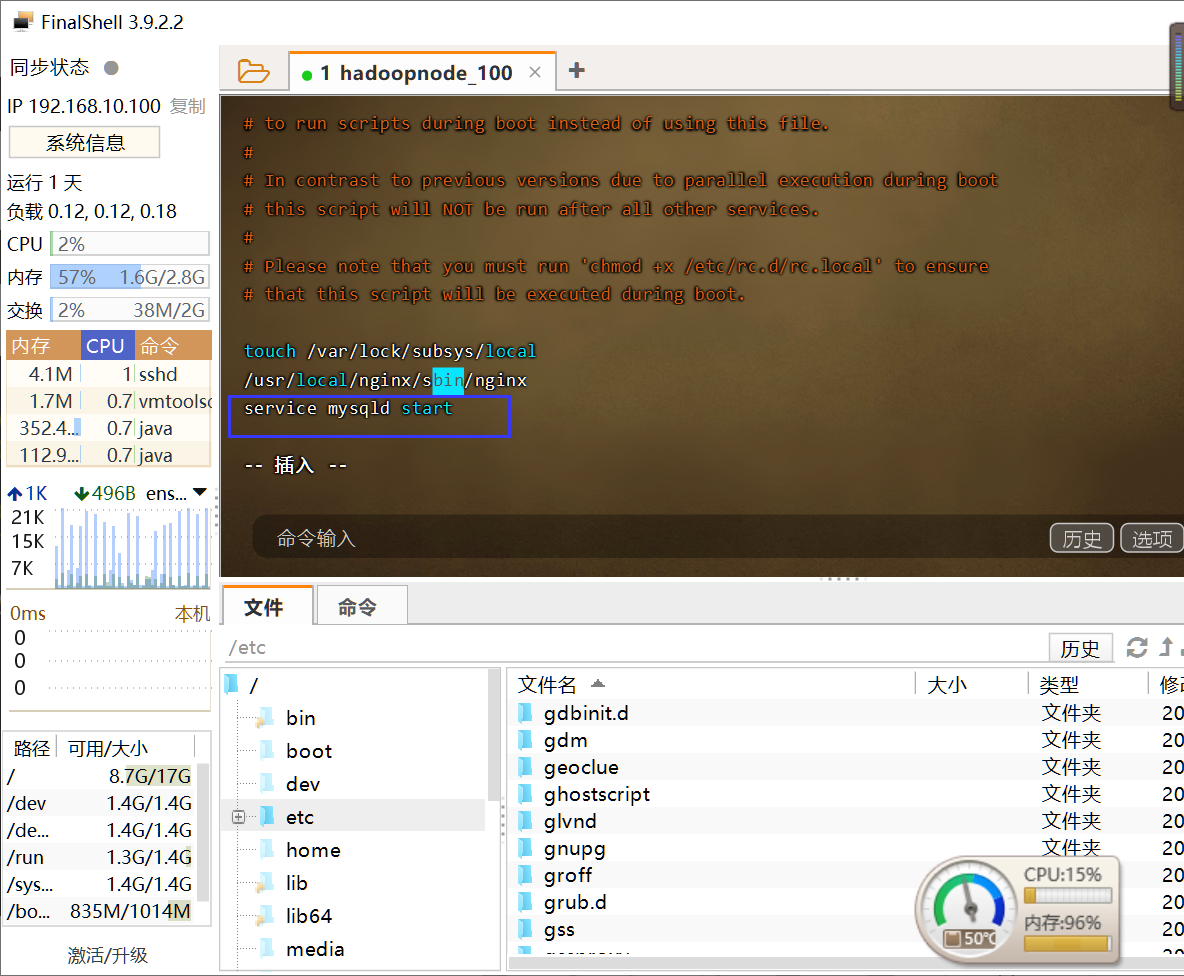 FinalShell 3.9.2.2
同步状态
IP 192.168.10.100 复制
系统信息
运行 1 天
负载 0.12, 0.12, 0.18
CPU 2%
内存 57% 1.6G/2.8G
交换 2% 38M/2G
内存 CPU 命令
4.1M 1 sshd
1.7M 0.7 vmtoolsd
352.4... 0.7 java
112.9... 0.7 java
1K 496B ens...
21K
15K
7K
0ms 本机
0
0
0
路径 可用/大小
/ 8.7G/17G
/dev 1.4G/1.4G
/de... 1.4G/1.4G
/run 1.3G/1.4G
/sys... 1.4G/1.4G
/bo... 835M/1014M
激活/升级
1 hadoopnode_100
# to run scripts during boot instead of using this file.
#
# In contrast to previous versions due to parallel execution during boot
# this script will NOT be run after all other services.
#
# Please note that you must run 'chmod +x /etc/rc.d/rc.local' to ensure
# that this script will be executed during boot.
touch /var/lock/subsys/local
/usr/local/nginx/sbin/nginx
service mysqld start
-- 插入 --
命令输入
历史 选项
文件 命令
/etc
历史
/
bin
boot
dev
etc
home
lib
lib64
media
文件名 大小 类型
gdbinit.d 文件夹 20
gdm 文件夹 20
geoclue 文件夹 20
ghostscript 文件夹 20
glvnd 文件夹 20
gnupg 文件夹 20
groff 20
grub.d 20
gss 20
CPU:15%
内存:96%
50℃